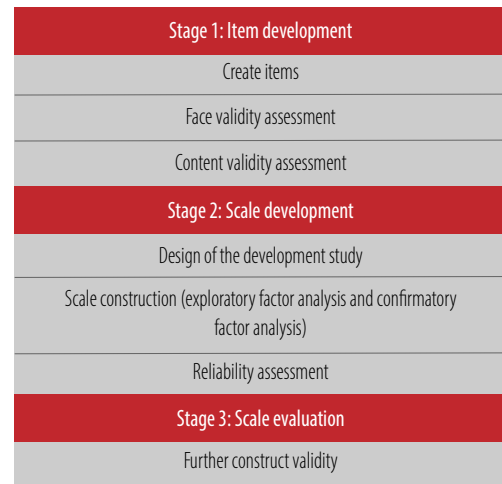 Stage 1: Item development
Create items
Face validity assessment
Content validity assessment
Stage 2: Scale development
Design of the development study
Scale construction (exploratory factor analysis and confirmatory
factor analysis)
Reliability assessment
Stage 3: Scale evaluation
Further construct validity